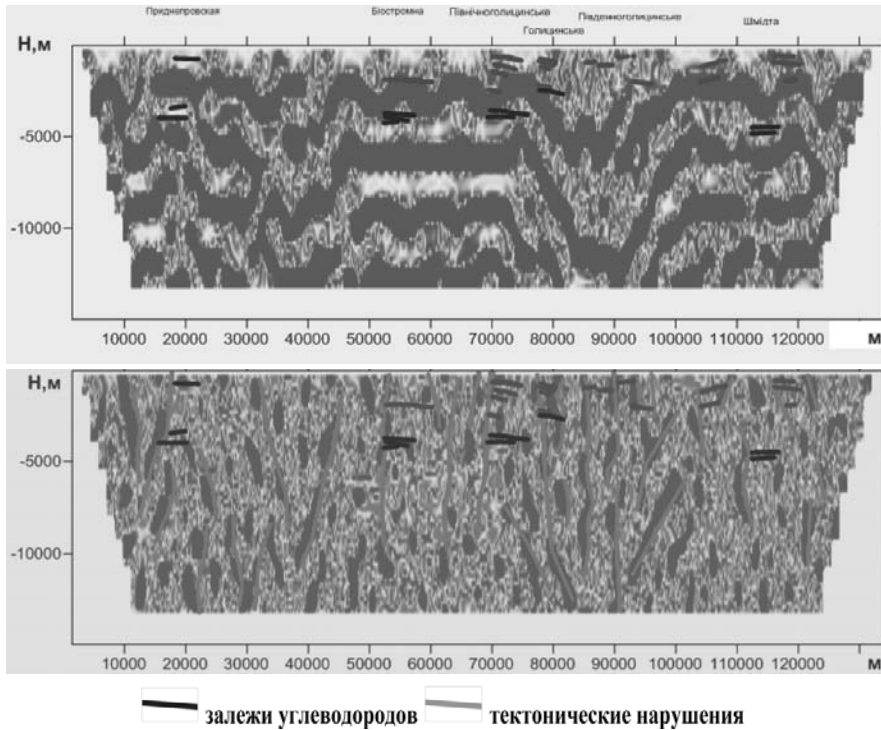 Приднепровская Біостромна Північноголицинське Південноголицинське
Голицинське Шмідта
Н,м
-5000
-10000
10000 20000 30000 40000 50000 60000 70000 80000 90000 100000 110000 120000 м
Н,м
-5000
-10000
10000 20000 30000 40000 50000 60000 70000 80000 90000 100000 110000 120000 м
залежи углеводородов тектонические нарушения